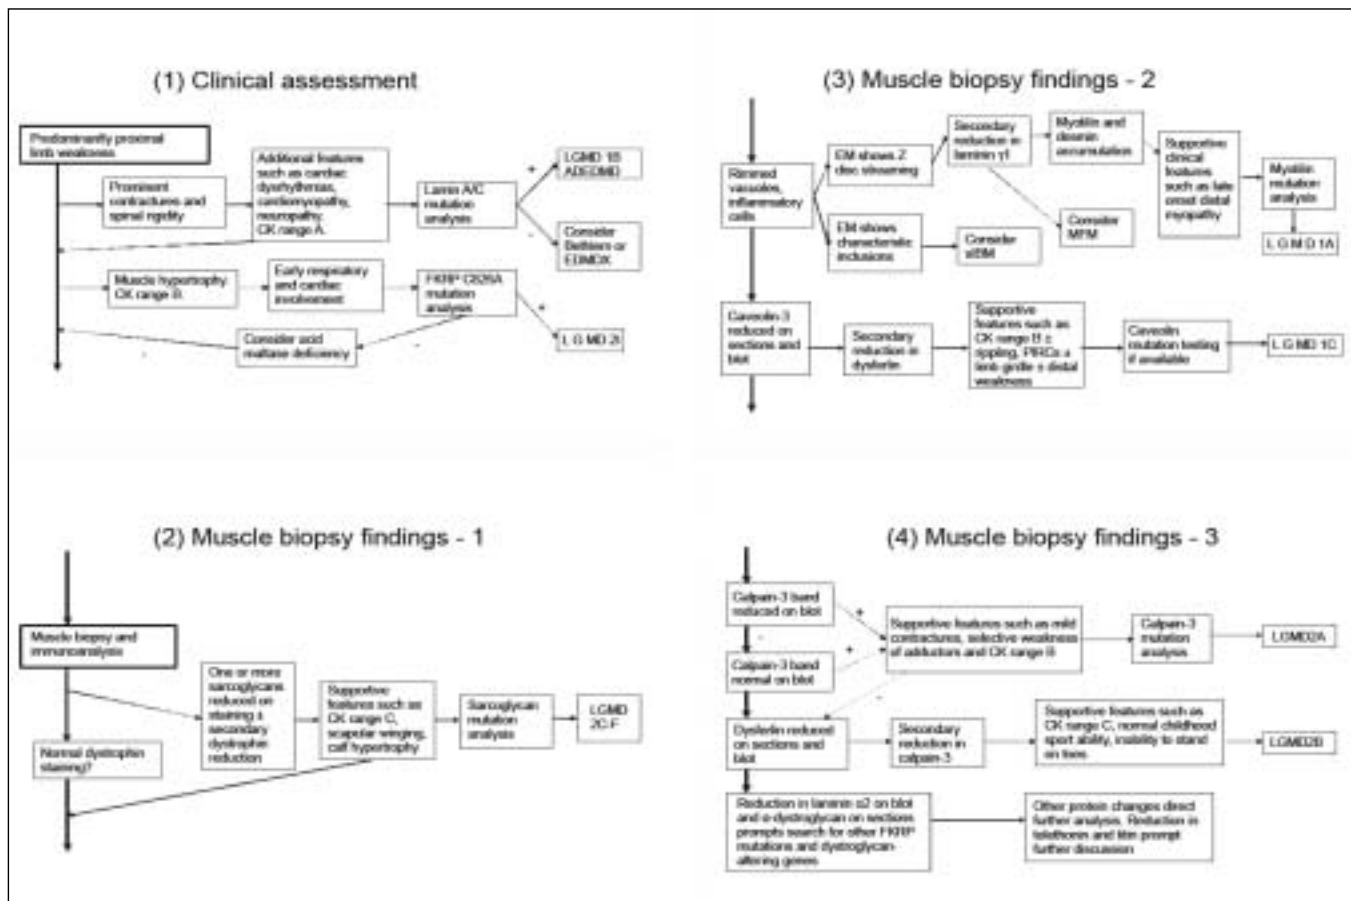 (1) Clinical assessment
Predominantly proximal
limb weakness
Prominent
contractures and
spinal rigidity
Additional features
such as cardiac
dysrhythmias,
cardiomyopathy,
neuropathy,
CK range A.
Lamin A/C
mutation
analysis
+
LGMD 1B
ADEDMD
-
Consider
Bethlem or
EDMDX
Muscle hypertrophy
CK range B.
Early respiratory
and cardiac
involvement
FKRP C826A
mutation
analysis
+
L G MD 2I
Consider acid
maltase deficiency
-
(2) Muscle biopsy findings - 1
Muscle biopsy and
immunoanalysis
Normal dystrophin
staining?
One or more
sarcoglycans
reduced on
staining ±
secondary
dystrophin
reduction
Supportive
features such as
CK range C,
scapular winging,
calf hypertrophy
Sarcoglycan
mutation
analysis
LGMD
2C-F
(3) Muscle biopsy findings - 2
Rimmed
vacuoles,
inflammatory
cells
EM shows Z
disc streaming
Secondary
reduction in
laminin γ1
Myotilin and
desmin
accumulation
Supportive
clinical
features
such as late
onset distal
myopathy
Myotilin
mutation
analysis
L G M D 1A
EM shows
characteristic
inclusions
Consider
sIBM
Consider
MFM
Caveolin-3
reduced on
sections and
blot
Secondary
reduction in
dysferlin
Supportive
features such as
CK range B ±
rippling, PIRCs ±
limb girdle ± distal
weakness
Caveolin
mutation testing
if available
L G MD 1C
(4) Muscle biopsy findings - 3
Calpain-3 band
reduced on blot
+
-
Calpain-3 band
normal on blot
+
Supportive features such as mild
contractures, selective weakness
of adductors and CK range B
Calpain-3
mutation
analysis
LGMD2A
-
Dysferlin reduced
on sections and
blot
Secondary
reduction in
calpain-3
Supportive features such as
CK range C, normal childhood
sport ability, inability to stand
on toes
LGMD2B
Reduction in laminin α2 on blot
and α-dystroglycan on sections
prompts search for other FKRP
mutations and dystroglycan-
altering genes
Other protein changes direct
further analysis. Reduction in
telethonin and titin prompt
further discussion